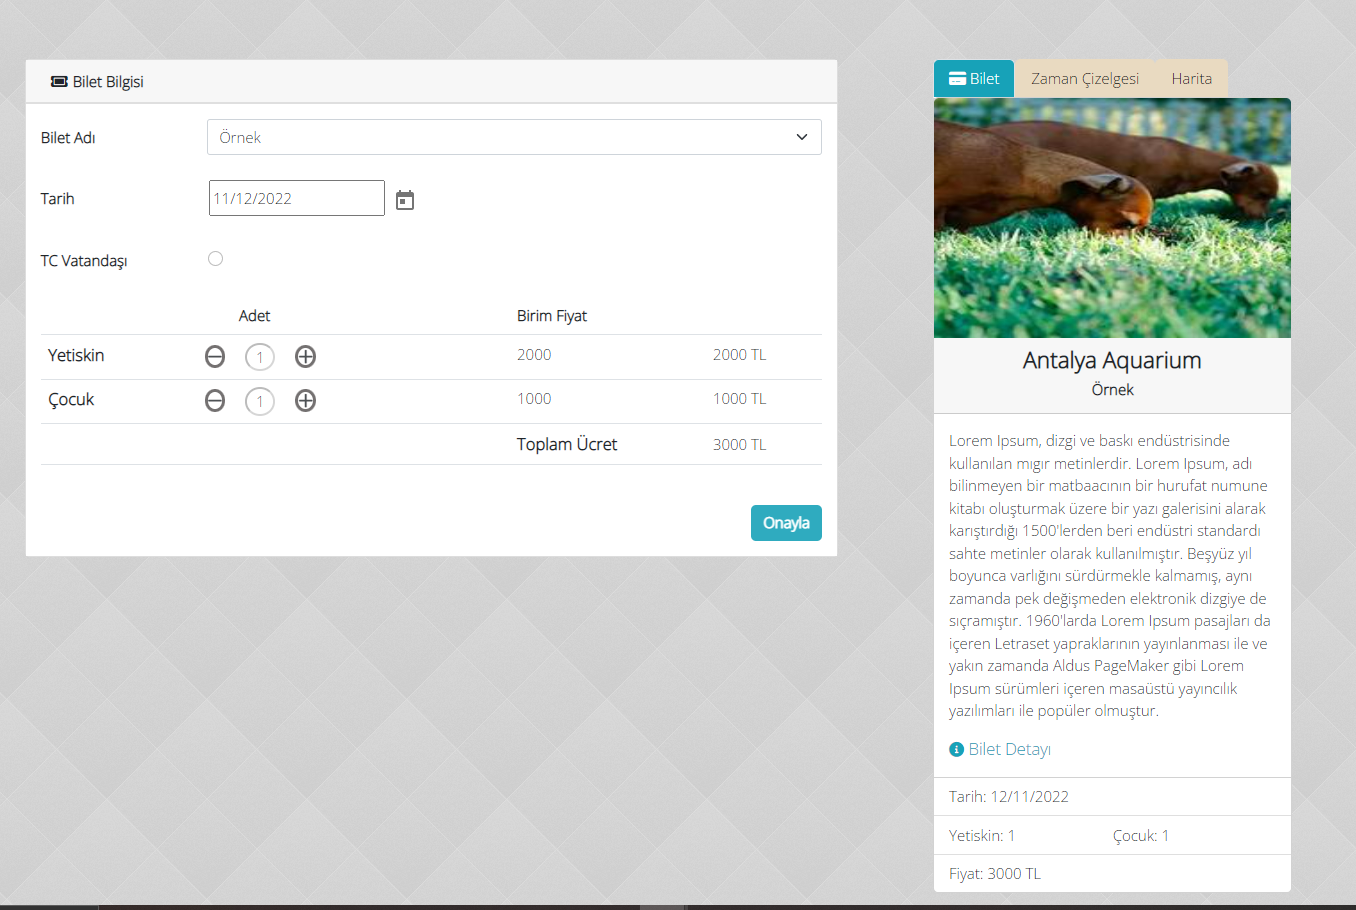 Bilet Bilgisi
Bilet Adı
Örnek
Tarih
11/12/2022
TC Vatandaşı
Adet Birim Fiyat
Yetiskin 1 2000 2000 TL
Çocuk 1 1000 1000 TL
Toplam Ücret 3000 TL
Onayla
Bilet Zaman Çizelgesi Harita
Antalya Aquarium
Örnek
Lorem Ipsum, dizgi ve baskı endüstrisinde
kullanılan mıgır metinlerdir. Lorem Ipsum, adı
bilinmeyen bir matbaacının bir hurufat numune
kitabı oluşturmak üzere bir yazı galerisini alarak
karıştırdığı 1500'lerden beri endüstri standardı
sahte metinler olarak kullanılmıştır. Beşyüz yıl
boyunca varlığını sürdürmekle kalmamış, aynı
zamanda pek değişmeden elektronik dizgiye de
sıçramıştır. 1960'larda Lorem Ipsum pasajları da
içeren Letraset yapraklarının yayınlanması ile ve
yakın zamanda Aldus PageMaker gibi Lorem
Ipsum sürümleri içeren masaüstü yayıncılık
yazılımları ile popüler olmuştur.
Bilet Detayı
Tarih: 12/11/2022
Yetiskin: 1 Çocuk: 1
Fiyat: 3000 TL